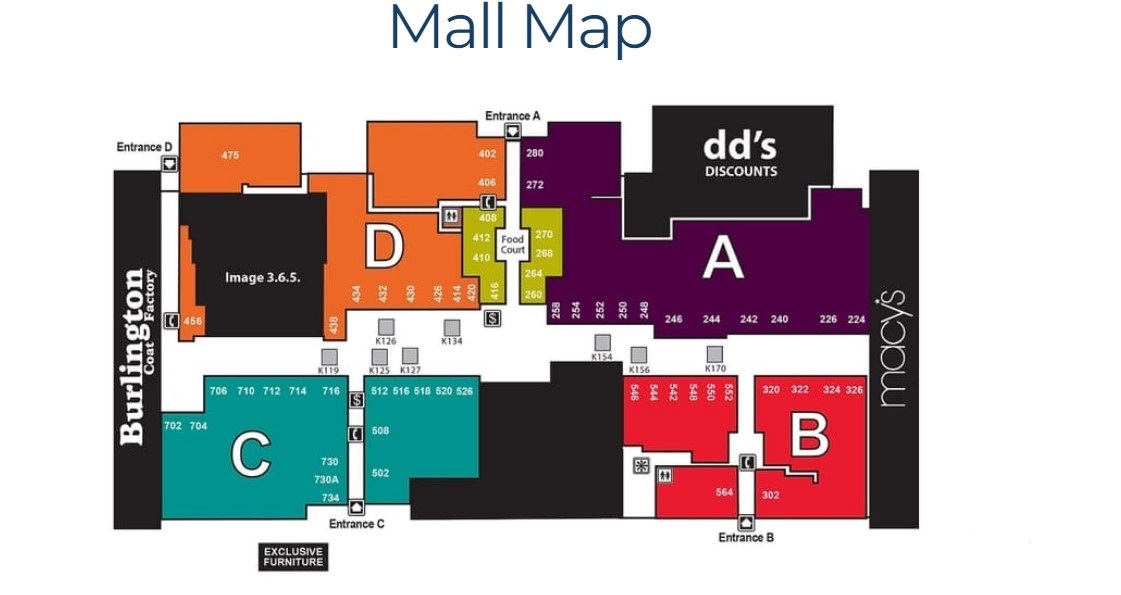 Mall Map
Entrance A
Entrance D
475
402
406
408
412
410
416
Food
Court
280
272
270
268
264
260
dd's
DISCOUNTS
D
A
Image 3.6.5.
456
438
434
432
430
426
414
420
258
254
252
250
248
246
244
242
240
226
224
$
K126
K134
K119
K125
K127
K154
K156
K170
Burlington
Coat Factory
macy's
706 710 712 714 716
702 704
C
730
730A
734
$
512 516 518 520 526
508
502
546 544 542 548 550 552
320 322 324 326
B
564
302
Entrance C
Entrance B
EXCLUSIVE
FURNITURE